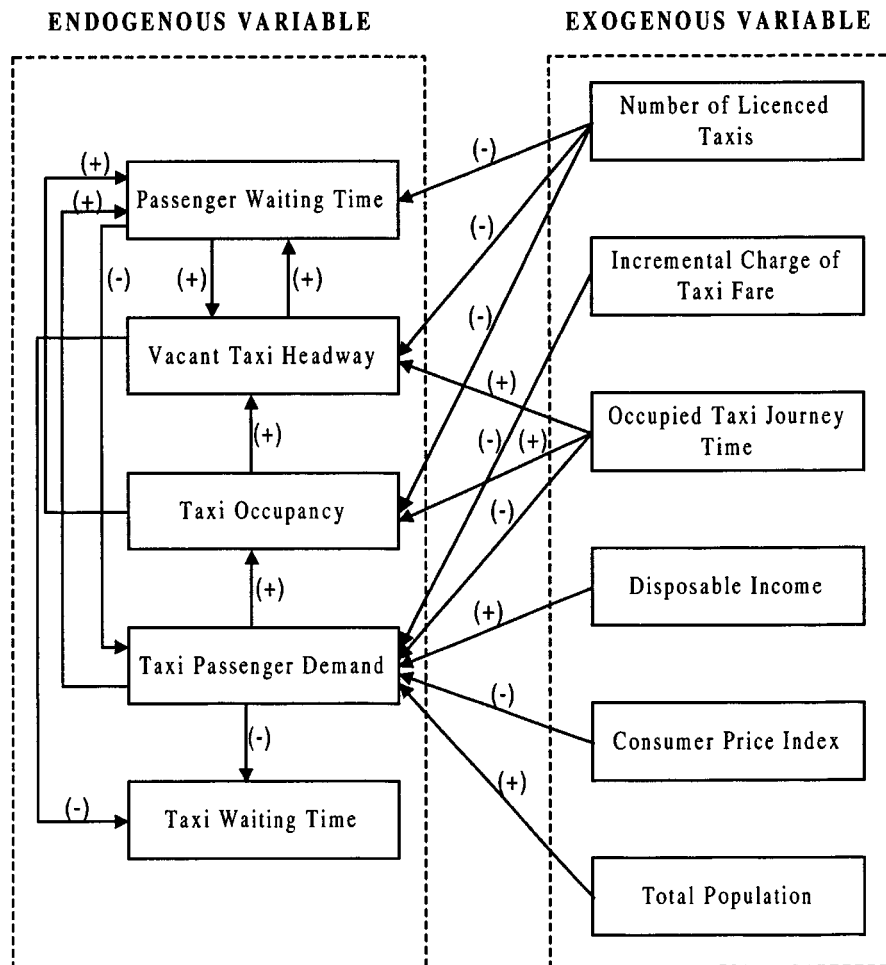 ENDOGENOUS VARIABLE
EXOGENOUS VARIABLE
Number of Licenced
Taxis
(-)
(+)
Passenger Waiting Time
(+)
(-)
(-)
(+)
(+)
Incremental Charge of
Taxi Fare
(-)
Vacant Taxi Headway
(+)
Occupied Taxi Journey
Time
(+)
(-)
(+)
Taxi Occupancy
(-)
Disposable Income
(+)
(+)
Taxi Passenger Demand
(-)
(-)
Consumer Price Index
(+)
(-)
Taxi Waiting Time
Total Population